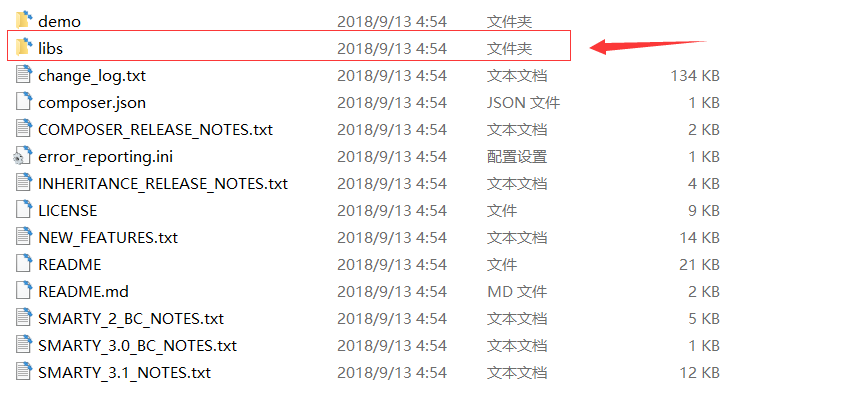 demo 2018/9/13 4:54 文件夹
libs 2018/9/13 4:54 文件夹
change_log.txt 2018/9/13 4:54 文本文档 134 KB
composer.json 2018/9/13 4:54 JSON 文件 1 KB
COMPOSER_RELEASE_NOTES.txt 2018/9/13 4:54 文本文档 2 KB
error_reporting.ini 2018/9/13 4:54 配置设置 1 KB
INHERITANCE_RELEASE_NOTES.txt 2018/9/13 4:54 文本文档 4 KB
LICENSE 2018/9/13 4:54 文件 9 KB
NEW_FEATURES.txt 2018/9/13 4:54 文本文档 14 KB
README 2018/9/13 4:54 文件 21 KB
README.md 2018/9/13 4:54 MD 文件 2 KB
SMARTY_2_BC_NOTES.txt 2018/9/13 4:54 文本文档 5 KB
SMARTY_3.0_BC_NOTES.txt 2018/9/13 4:54 文本文档 1 KB
SMARTY_3.1_NOTES.txt 2018/9/13 4:54 文本文档 12 KB